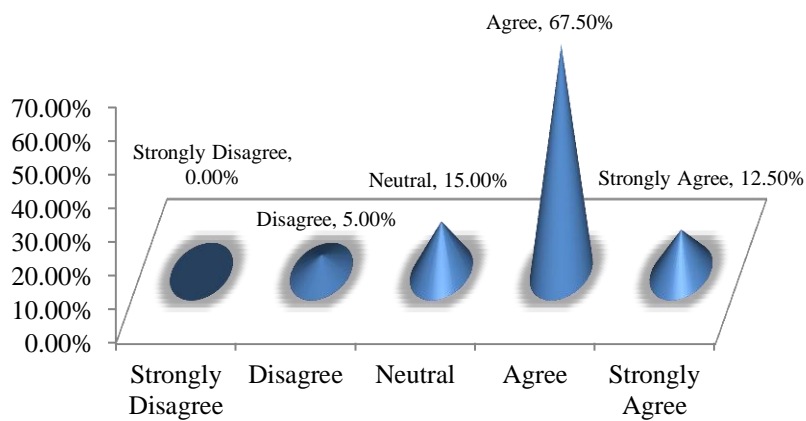 Agree, 67.50%
70.00%
60.00%
50.00%
40.00%
30.00%
20.00%
10.00%
0.00%
Strongly Disagree,
0.00%
Disagree, 5.00%
Neutral, 15.00%
Strongly Agree, 12.50%
Strongly
Disagree
Disagree
Neutral
Agree
Strongly
Agree